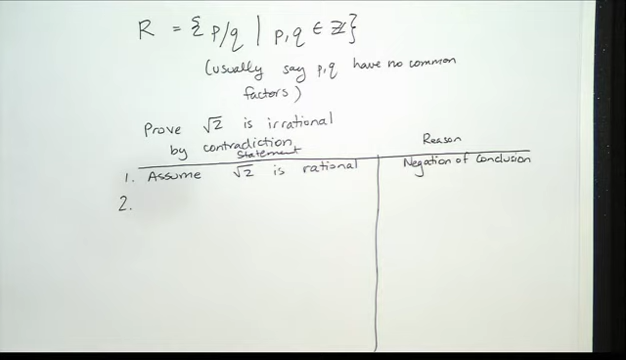 R = { p/q | p,q ∈ ℤ }
(usually say p,q have no common
factors)
Prove √2 is irrational
by contradiction
Statement
Reason
1. Assume √2 is rational
Negation of Conclusion
2.